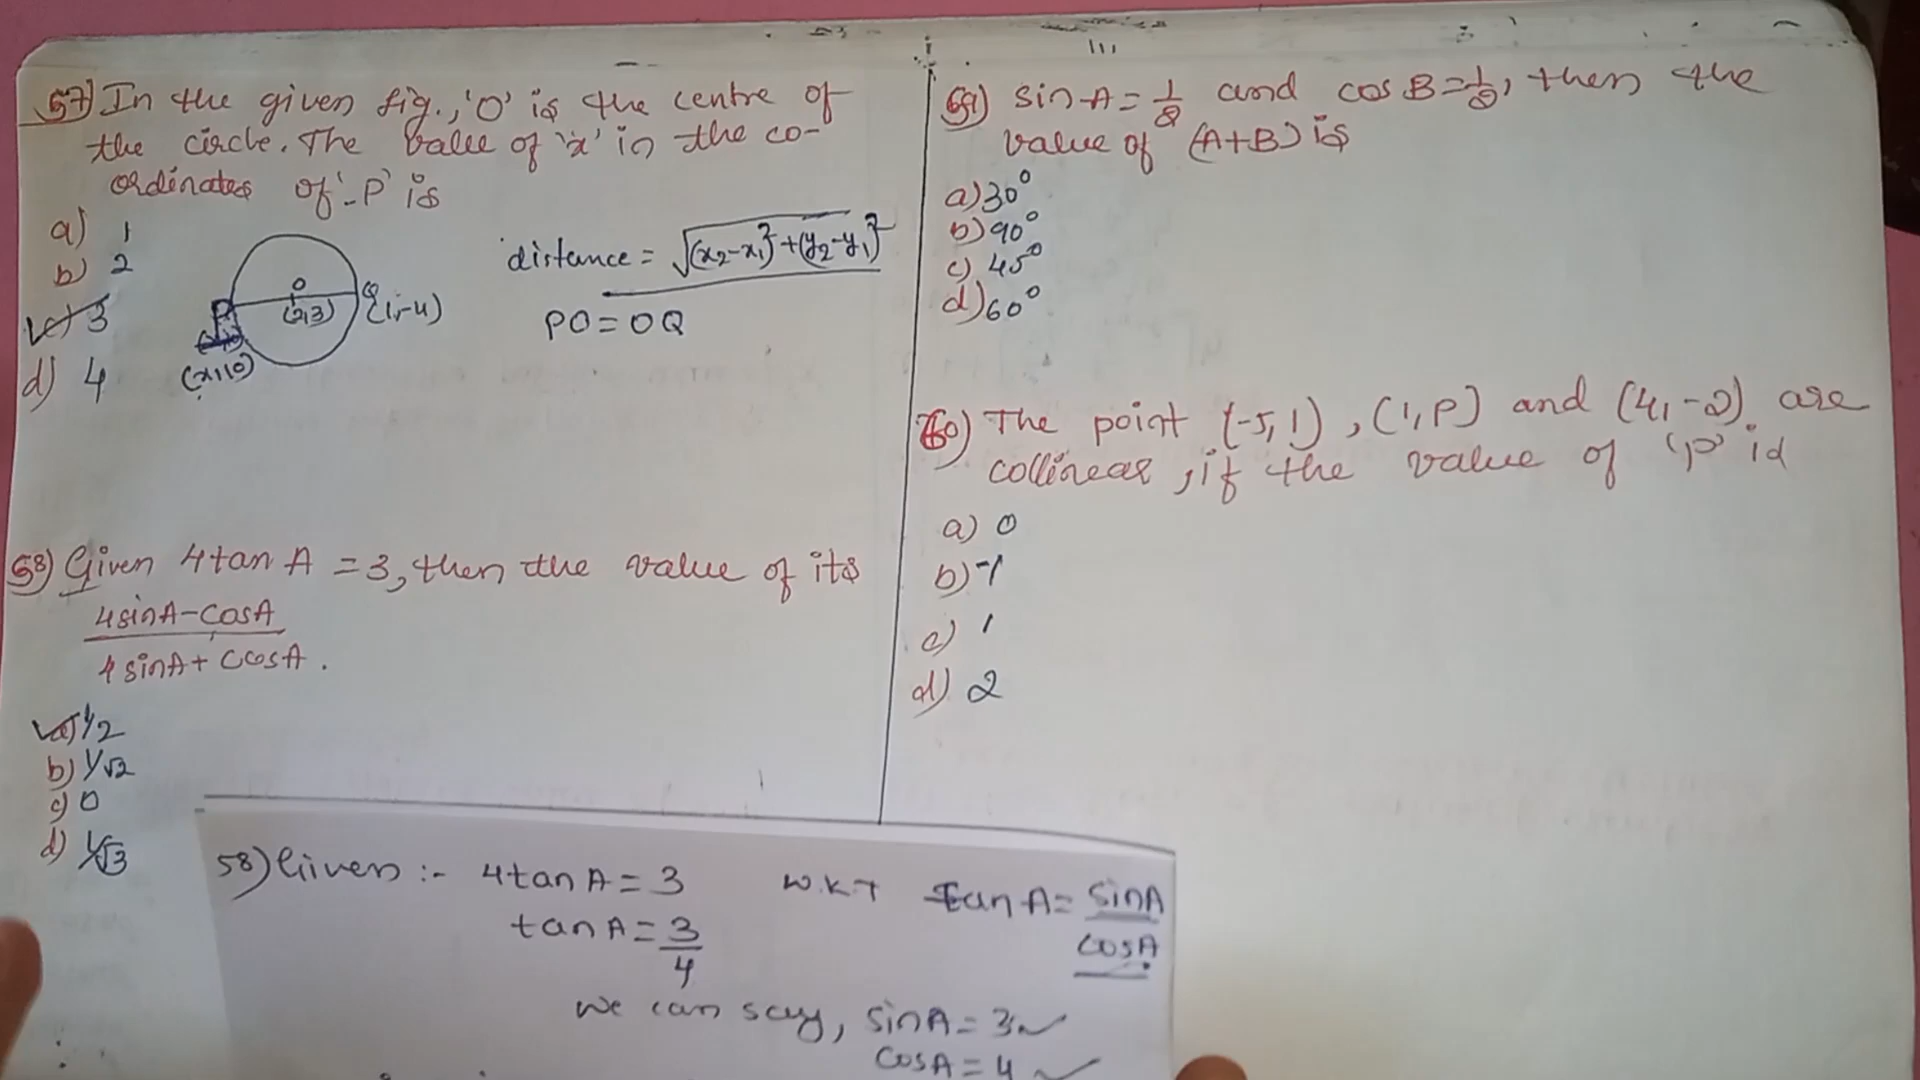 57) In the given fig., 'O' is the centre of
the circle. The value of 'x' in the co-
ordinates of 'P' is
a) 1
b) 2
c) 3
d) 4
O
(2,3)
P
Q
(1,-4)
(x,10)
distance = √(x₂-x₁)²+(y₂-y₁)²
PO = OQ
58) Given 4tan A = 3, then the value of its
4sinA-cosA
4 sinA+ CcosA.
a) 1/2
b) 1/√2
c) 0
d) 1/√3
59) sin A = 1/2 and cos B = 1/2, then the
value of (A+B) is
a) 30°
b) 90°
c) 45°
d) 60°
60) The point (-5,1), (1,P) and (4,-2) are
collinear, if the value of 'p' id
a) 0
b) -1
c) 1
d) 2
58) Given :- 4tan A = 3 W.K.T tan A = sinA
tan A = 3/4 cosA
We can say, sinA = 3
cosA = 4